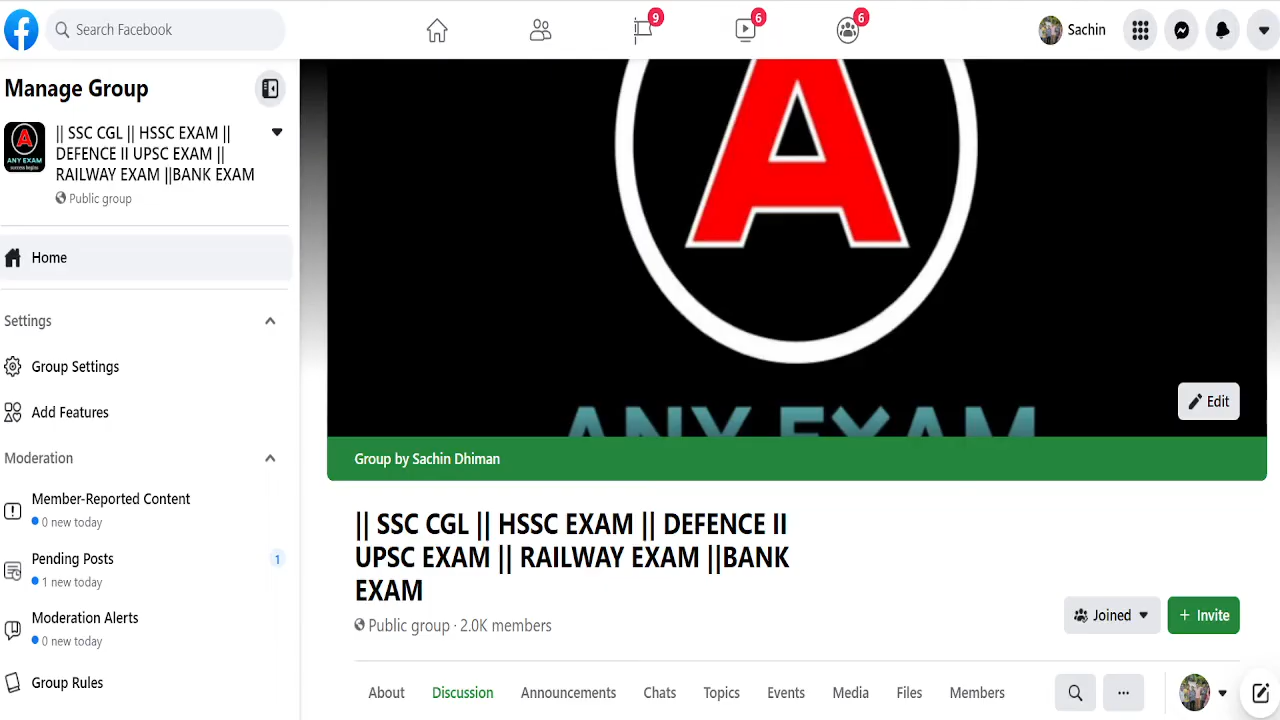 Search Facebook
9
6
6
Sachin
Manage Group
|| SSC CGL || HSSC EXAM ||
DEFENCE II UPSC EXAM ||
RAILWAY EXAM ||BANK EXAM
Public group
A
ANY EXAM
success begins
Home
Settings
Group Settings
Add Features
Moderation
Member-Reported Content
0 new today
Pending Posts
1
1 new today
Moderation Alerts
0 new today
Group Rules
A
ANY EXAM
Edit
Group by Sachin Dhiman
|| SSC CGL || HSSC EXAM || DEFENCE II
UPSC EXAM || RAILWAY EXAM ||BANK
EXAM
Public group · 2.0K members
Joined
+ Invite
About Discussion Announcements Chats Topics Events Media Files Members